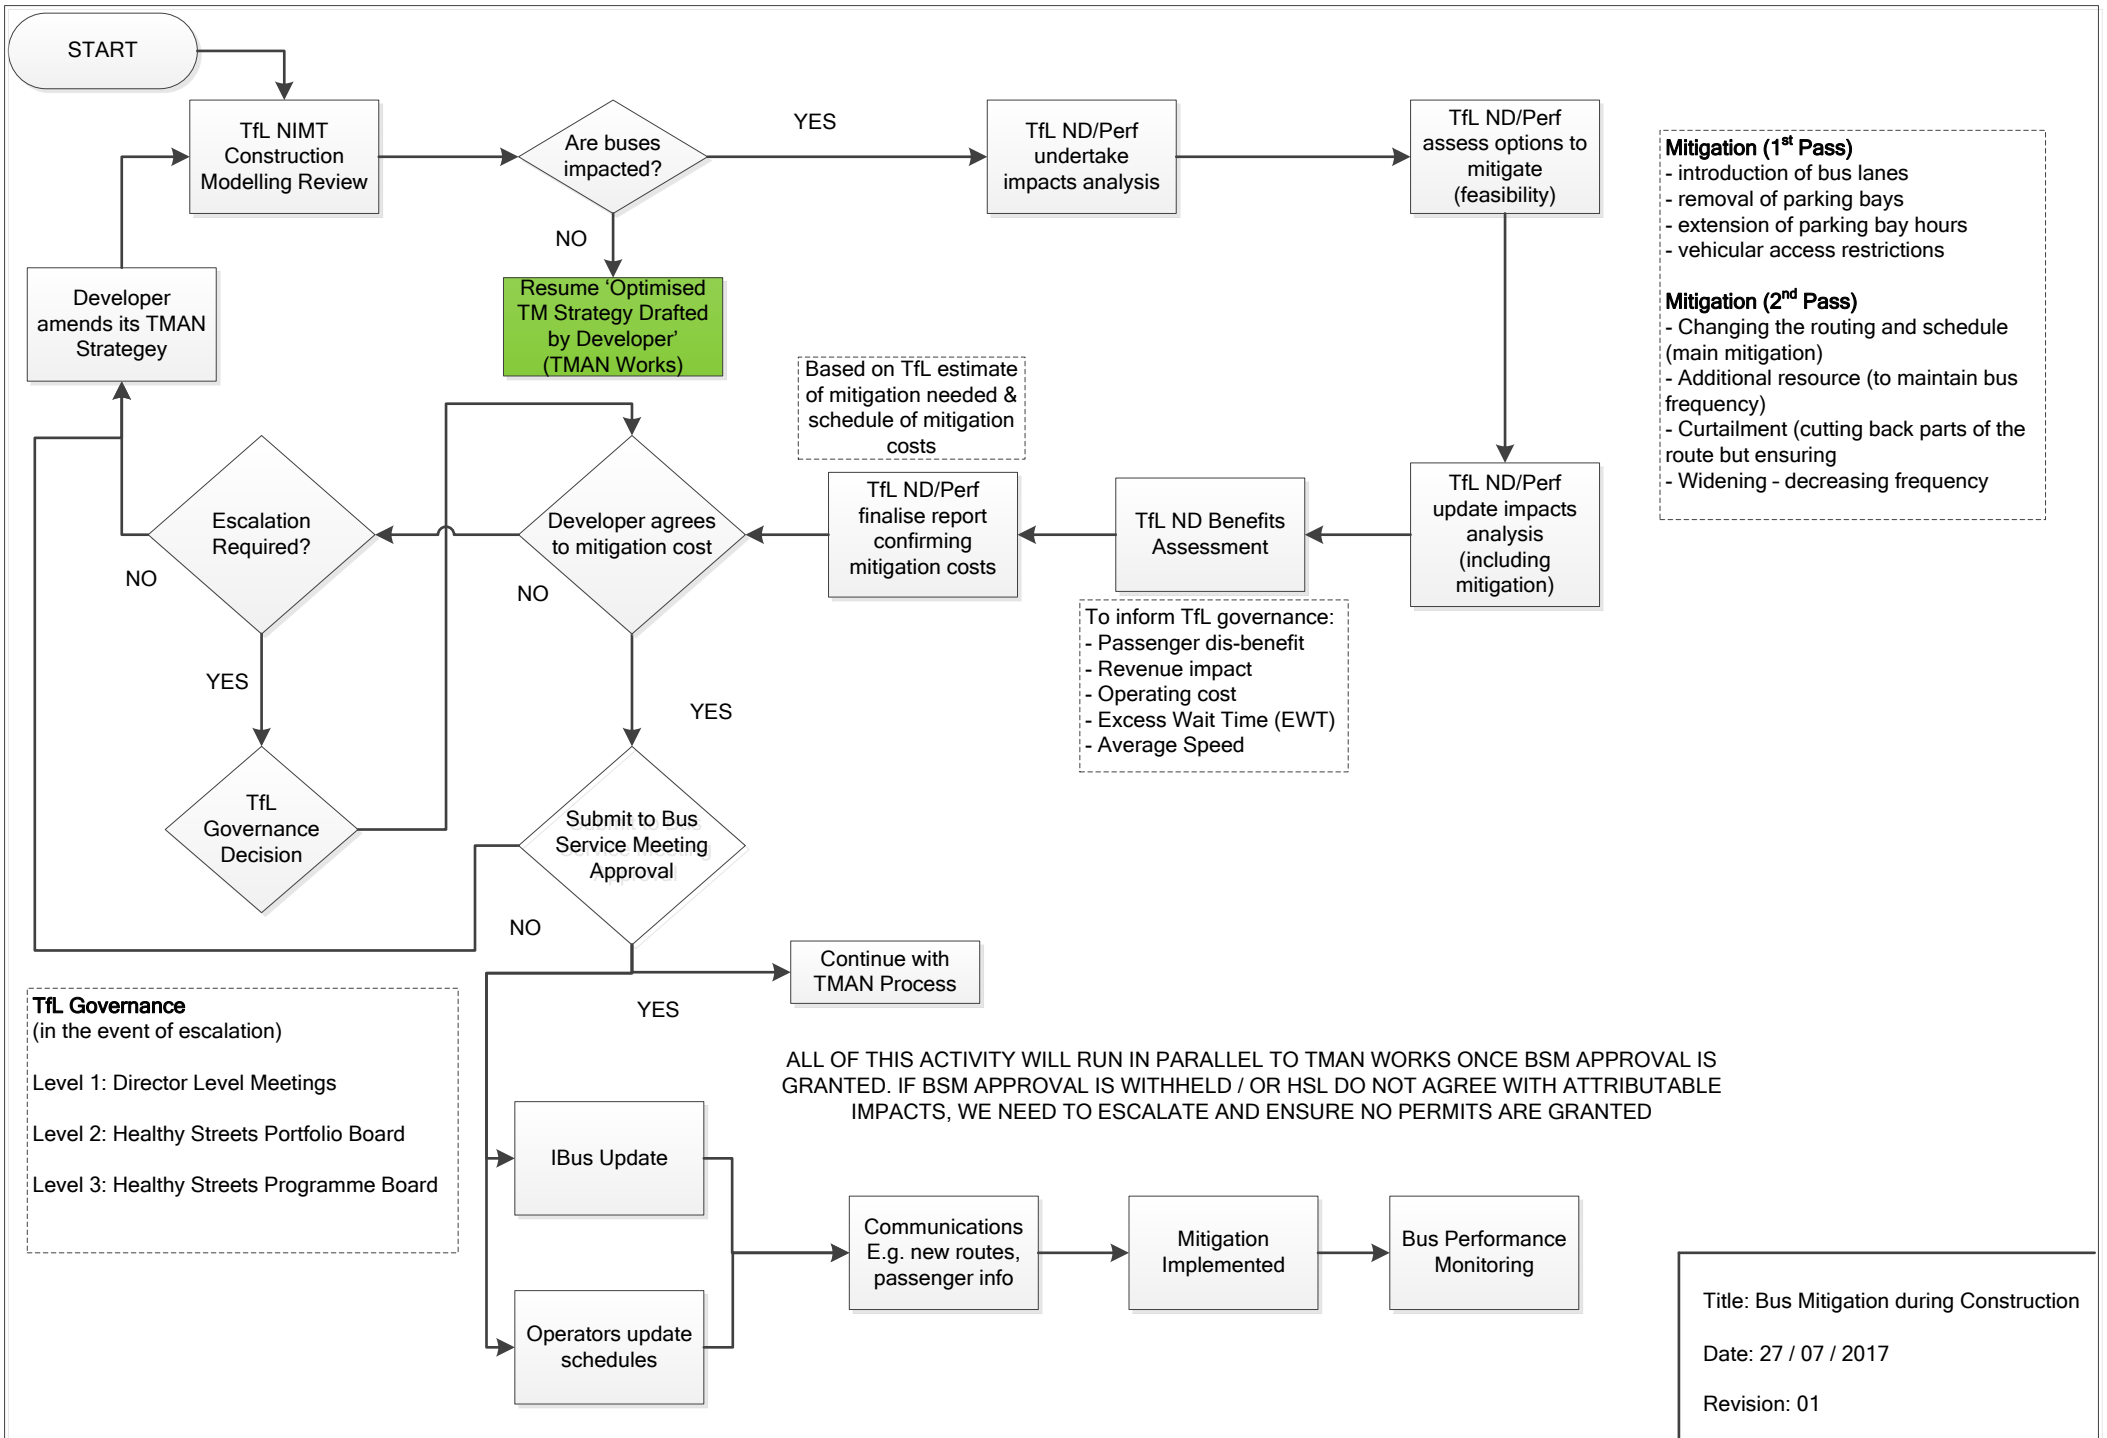 START
TfL NIMT
Construction
Modelling Review
Are buses
impacted?
YES
NO
TfL ND/Perf
undertake
impacts analysis
TfL ND/Perf
assess options to
mitigate
(feasibility)
Mitigation (1st Pass)
- introduction of bus lanes
- removal of parking bays
- extension of parking bay hours
- vehicular access restrictions
Mitigation (2nd Pass)
- Changing the routing and schedule
(main mitigation)
- Additional resource (to maintain bus
frequency)
- Curtailment (cutting back parts of the
route but ensuring
- Widening - decreasing frequency
Resume ‘Optimised
TM Strategy Drafted
by Developer’
(TMAN Works)
Developer
amends its TMAN
Strategey
Based on TfL estimate
of mitigation needed &
schedule of mitigation
costs
Escalation
Required?
NO
YES
Developer agrees
to mitigation cost
NO
YES
TfL ND/Perf
finalise report
confirming
mitigation costs
TfL ND Benefits
Assessment
TfL ND/Perf
update impacts
analysis
(including
mitigation)
To inform TfL governance:
- Passenger dis-benefit
- Revenue impact
- Operating cost
- Excess Wait Time (EWT)
- Average Speed
TfL
Governance
Decision
Submit to Bus
Service Meeting
Approval
NO
YES
Continue with
TMAN Process
TfL Governance
(in the event of escalation)
Level 1: Director Level Meetings
Level 2: Healthy Streets Portfolio Board
Level 3: Healthy Streets Programme Board
ALL OF THIS ACTIVITY WILL RUN IN PARALLEL TO TMAN WORKS ONCE BSM APPROVAL IS
GRANTED. IF BSM APPROVAL IS WITHHELD / OR HSL DO NOT AGREE WITH ATTRIBUTABLE
IMPACTS, WE NEED TO ESCALATE AND ENSURE NO PERMITS ARE GRANTED
IBus Update
Operators update
schedules
Communications
E.g. new routes,
passenger info
Mitigation
Implemented
Bus Performance
Monitoring
Title: Bus Mitigation during Construction
Date: 27 / 07 / 2017
Revision: 01